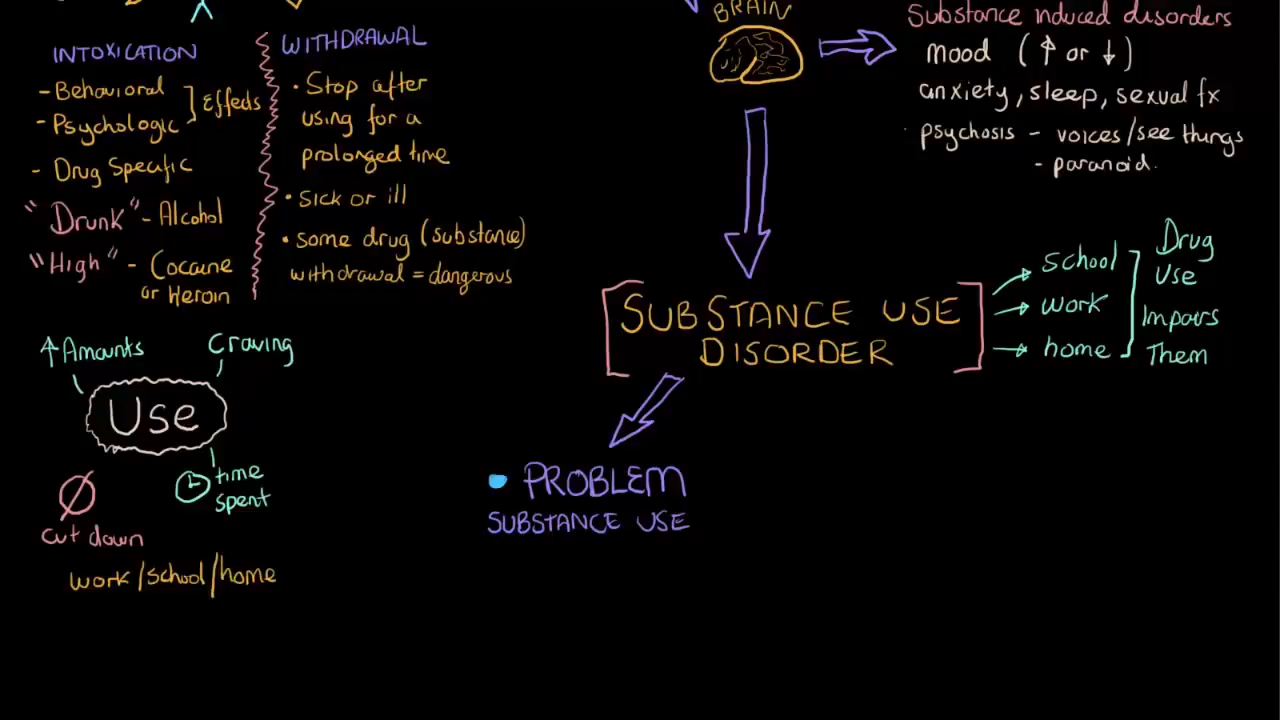 INTOXICATION
- Behavioral
- Psychologic
Effects
- Drug Specific
"Drunk" - Alcohol
"High" - Cocaine
or Heroin
WITHDRAWAL
• Stop after
using for a
prolonged time
• Sick or ill
• Some drug (substance)
withdrawal = dangerous
BRAIN
Substance induced disorders
mood (↑ or ↓)
anxiety, sleep, sexual fx
psychosis - voices/see things
- paranoid.
SUBSTANCE USE
DISORDER
school
work
home
Drug
Use
Impairs
Them
↑ Amounts
Craving
Use
time
spent
cut down
work/school/home
• PROBLEM
SUBSTANCE USE